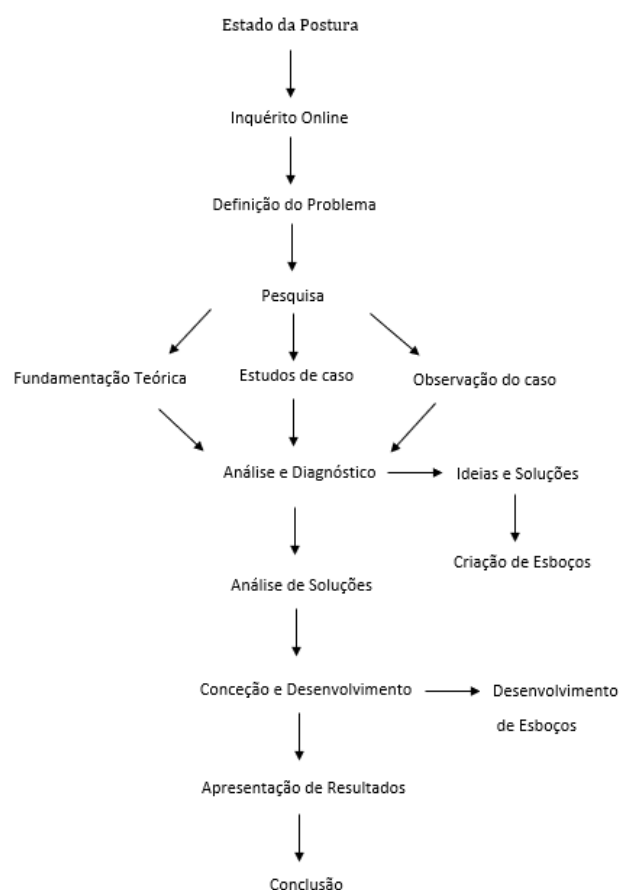 Estado da Postura
Inquérito Online
Definição do Problema
Pesquisa
Fundamentação Teórica
Estudos de caso
Observação do caso
Análise e Diagnóstico
Ideias e Soluções
Criação de Esboços
Análise de Soluções
Conceção e Desenvolvimento
Desenvolvimento
de Esboços
Apresentação de Resultados
Conclusão